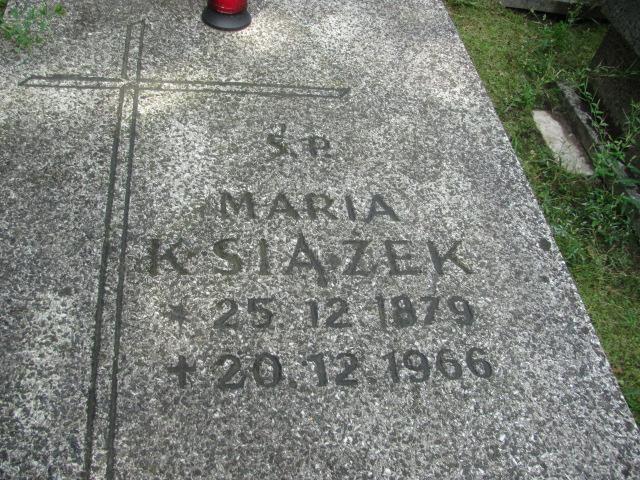 Ś.P.
MARIA
KSIĄŻEK
* 25.12.1879
+ 20.12.1966